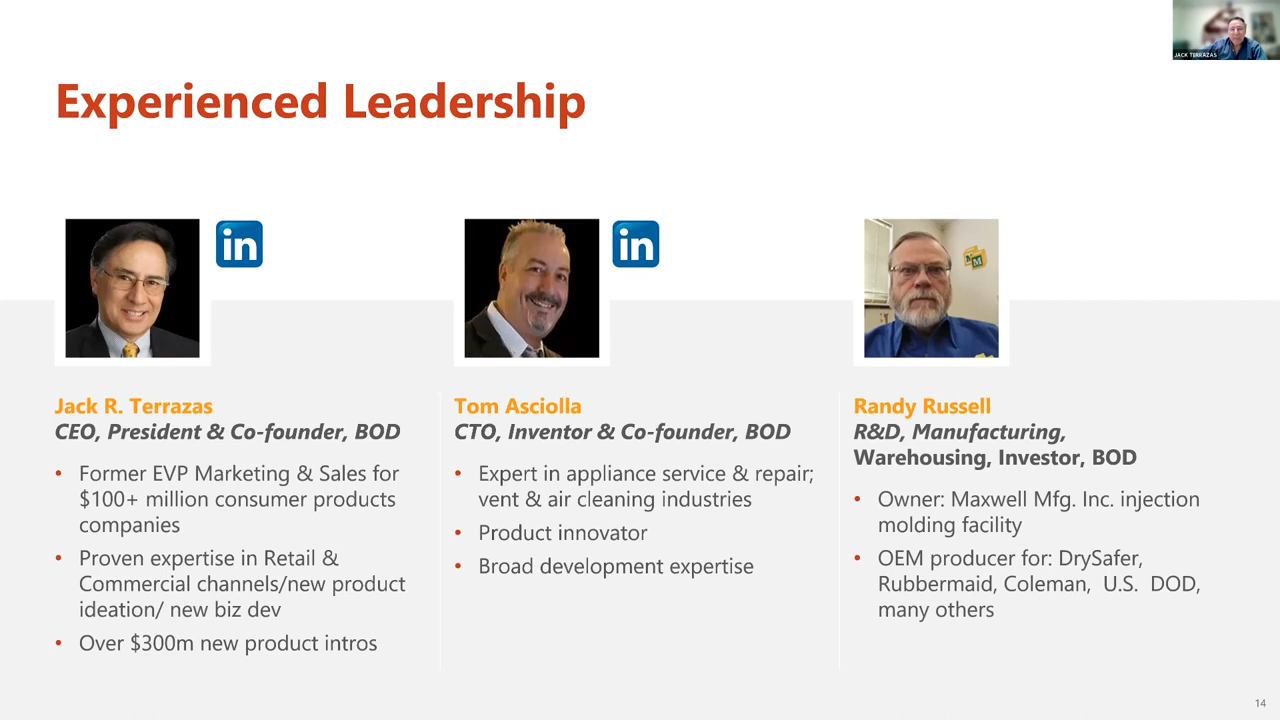 JACK TERRAZAS
Experienced Leadership
in
in
Jack R. Terrazas
CEO, President & Co-founder, BOD
• Former EVP Marketing & Sales for
$100+ million consumer products
companies
• Proven expertise in Retail &
Commercial channels/new product
ideation/ new biz dev
• Over $300m new product intros
Tom Asciolla
CTO, Inventor & Co-founder, BOD
• Expert in appliance service & repair;
vent & air cleaning industries
• Product innovator
• Broad development expertise
Randy Russell
R&D, Manufacturing,
Warehousing, Investor, BOD
• Owner: Maxwell Mfg. Inc. injection
molding facility
• OEM producer for: DrySafer,
Rubbermaid, Coleman, U.S. DOD,
many others
14